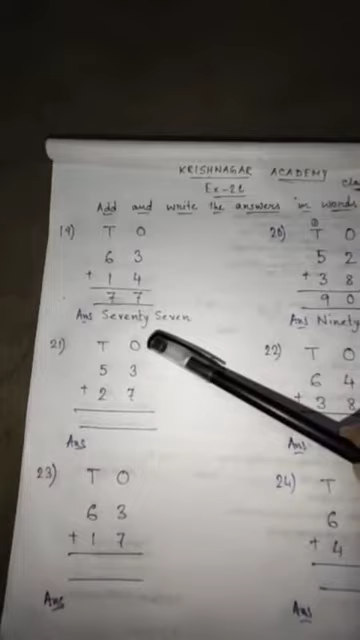 KRISHNAGAR ACADEMY
Cla
Ex-21
Add and write the answers in words
19) T O
6 3
+ 1 4
7 7
Ans Seventy Seven
20) T O
5 2
+ 3 8
9 0
Ans Ninety
21) T O
5 3
+ 2 7
Ans
22) T O
6 4
+ 3 8
Ans
23) T O
6 3
+ 1 7
Ans
24) T
6
+ 4
Ans